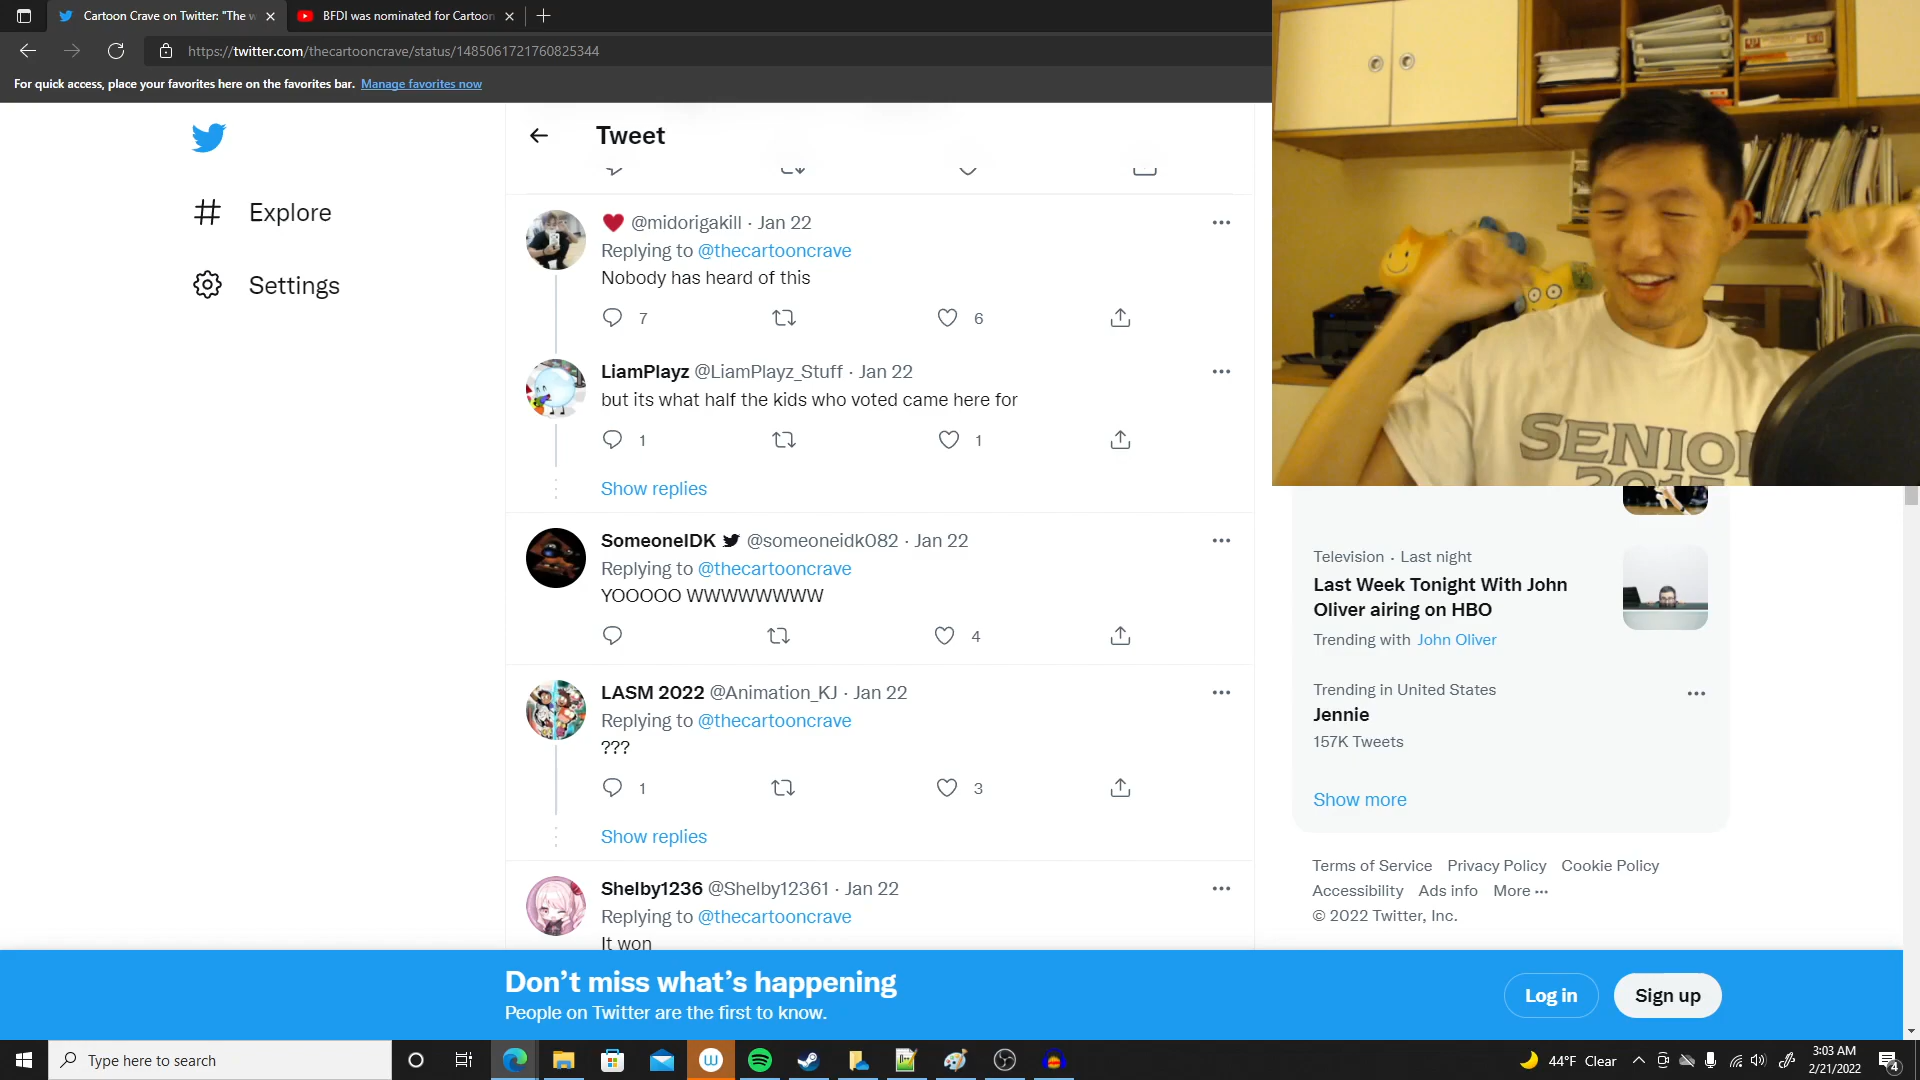 Cartoon Crave on Twitter: "The w
BFDI was nominated for Cartoon
https://twitter.com/thecartooncrave/status/1485061721760825344
For quick access, place your favorites here on the favorites bar. Manage favorites now
Tweet
Explore
Settings
@midorigakill · Jan 22
Replying to @thecartooncrave
Nobody has heard of this
7
6
LiamPlayz @LiamPlayz_Stuff · Jan 22
but its what half the kids who voted came here for
1
1
Show replies
SomeoneIDK @someoneidk082 · Jan 22
Replying to @thecartooncrave
YOOOOO WWWWWWWW
4
LASM 2022 @Animation_KJ · Jan 22
Replying to @thecartooncrave
???
1
3
Show replies
Shelby1236 @Shelby12361 · Jan 22
Replying to @thecartooncrave
It won
SENIOR
2015
Television · Last night
Last Week Tonight With John
Oliver airing on HBO
Trending with John Oliver
Trending in United States
Jennie
157K Tweets
Show more
Terms of Service Privacy Policy Cookie Policy
Accessibility Ads info More ···
© 2022 Twitter, Inc.
Don't miss what's happening
People on Twitter are the first to know.
Log in
Sign up
Type here to search
44°F Clear
3:03 AM
2/21/2022
4